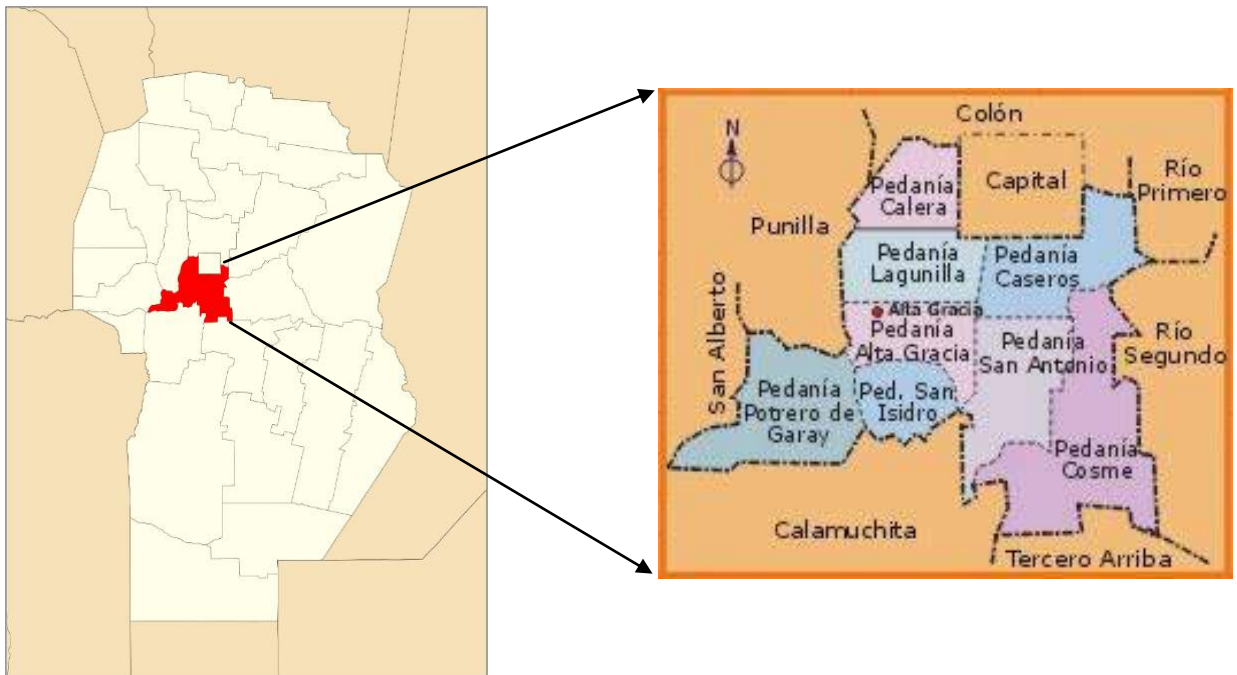 Colón
N
Capital
Río
Primero
Pedanía
Calera
Punilla
Pedanía
Lagunilla
Pedanía
Caseros
San Alberto
Alta Gracia
Pedanía
Alta Gracia
Pedanía
San Antonio
Río
Segundo
Pedanía
Potrero de
Garay
Ped. San
Isidro
Pedanía
Cosme
Calamuchita
Tercero Arriba